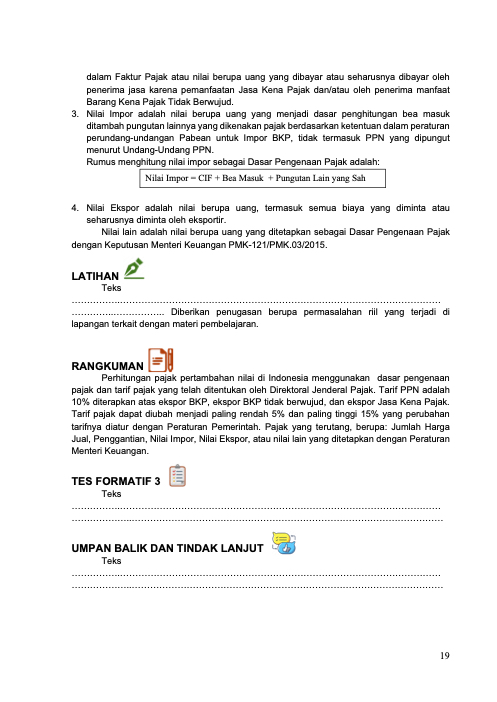 dalam Faktur Pajak atau nilai berupa uang yang dibayar atau seharusnya dibayar oleh
penerima jasa karena pemanfaatan Jasa Kena Pajak dan/atau oleh penerima manfaat
Barang Kena Pajak Tidak Berwujud.
3. Nilai Impor adalah nilai berupa uang yang menjadi dasar penghitungan bea masuk
ditambah pungutan lainnya yang dikenakan pajak berdasarkan ketentuan dalam peraturan
perundang-undangan Pabean untuk Impor BKP, tidak termasuk PPN yang dipungut
menurut Undang-Undang PPN.
Rumus menghitung nilai impor sebagai Dasar Pengenaan Pajak adalah:
Nilai Impor = CIF + Bea Masuk + Pungutan Lain yang Sah
4. Nilai Ekspor adalah nilai berupa uang, termasuk semua biaya yang diminta atau
seharusnya diminta oleh eksportir.
Nilai lain adalah nilai berupa uang yang ditetapkan sebagai Dasar Pengenaan Pajak
dengan Keputusan Menteri Keuangan PMK-121/PMK.03/2015.
LATIHAN
Teks
……………………………………………………………………………………………………………
………………………… Diberikan penugasan berupa permasalahan riil yang terjadi di
lapangan terkait dengan materi pembelajaran.
RANGKUMAN
Perhitungan pajak pertambahan nilai di Indonesia menggunakan dasar pengenaan
pajak dan tarif pajak yang telah ditentukan oleh Direktoral Jenderal Pajak. Tarif PPN adalah
10% diterapkan atas ekspor BKP, ekspor BKP tidak berwujud, dan ekspor Jasa Kena Pajak.
Tarif pajak dapat diubah menjadi paling rendah 5% dan paling tinggi 15% yang perubahan
tarifnya diatur dengan Peraturan Pemerintah. Pajak yang terutang, berupa: Jumlah Harga
Jual, Penggantian, Nilai Impor, Nilai Ekspor, atau nilai lain yang ditetapkan dengan Peraturan
Menteri Keuangan.
TES FORMATIF 3
Teks
……………………………………………………………………………………………………………
……………………………………………………………………………………………………………
UMPAN BALIK DAN TINDAK LANJUT
Teks
……………………………………………………………………………………………………………
……………………………………………………………………………………………………………
19